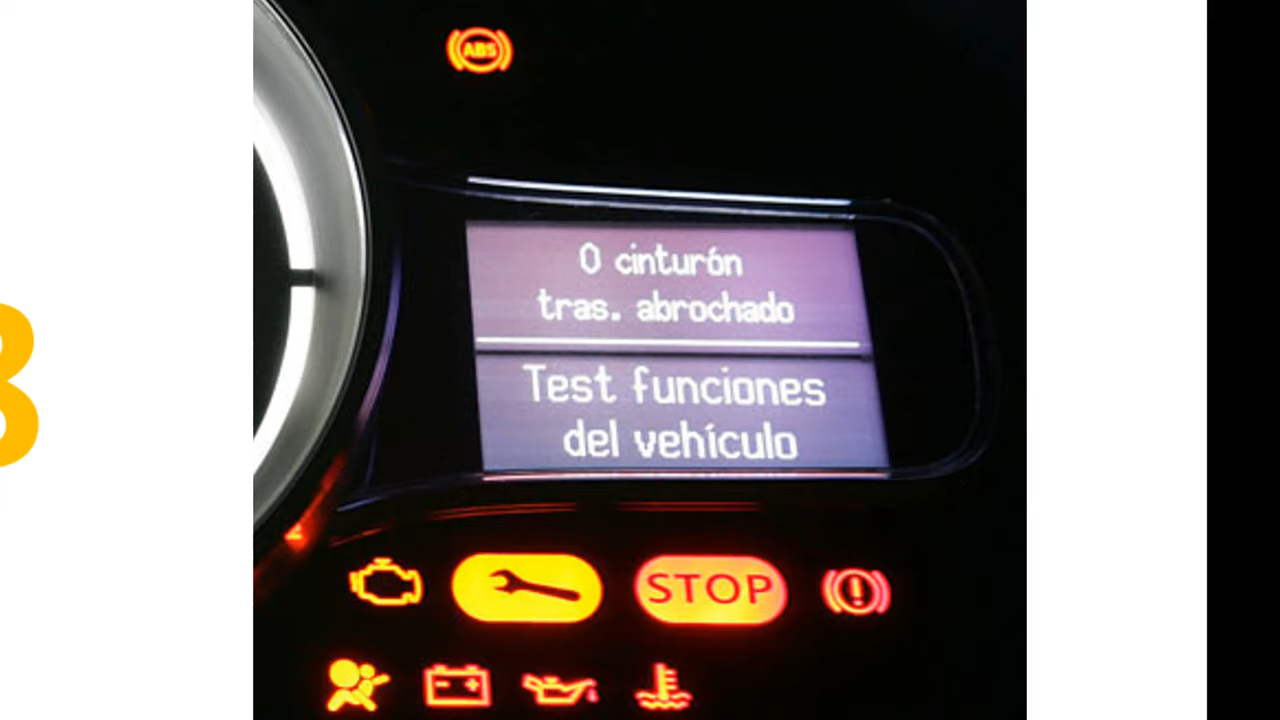 ABS
0 cinturón
tras. abrochado
Test funciones
del vehículo
STOP